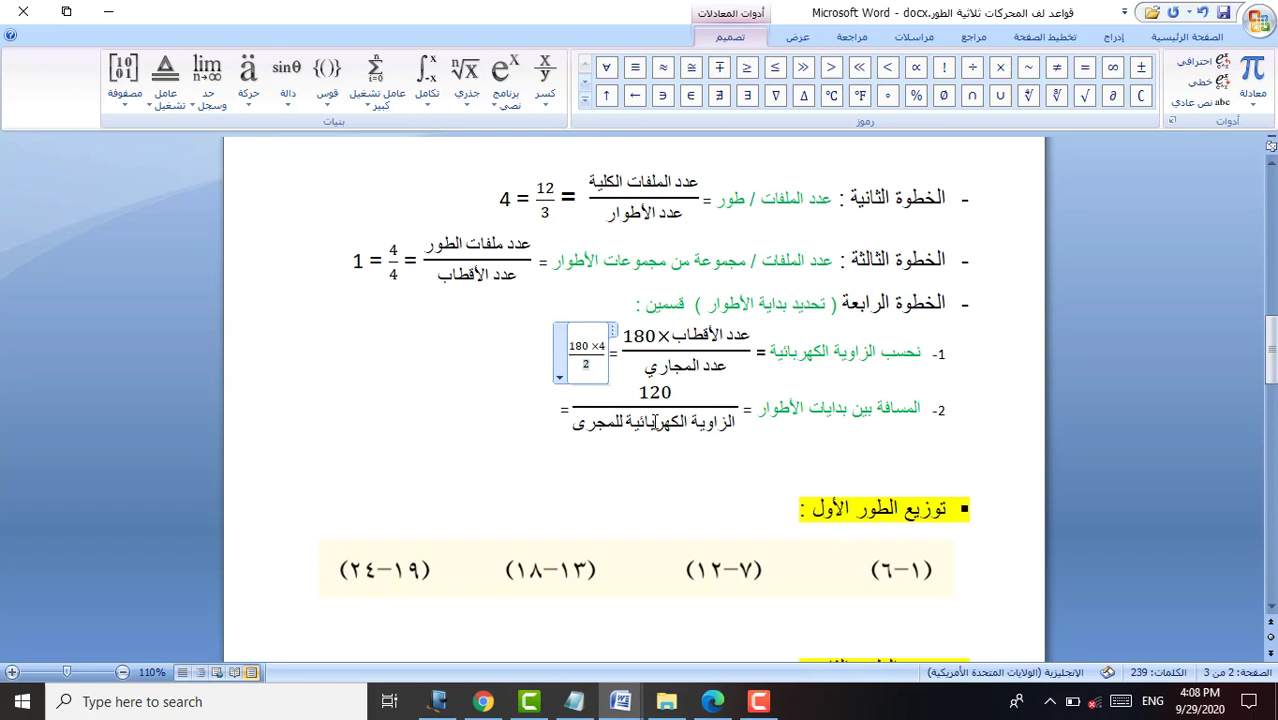 قواعد لف المحركات ثلاثية الطور.docx - Microsoft Word
أدوات المعادلات
الصفحة الرئيسية إدراج تخطيط الصفحة مراجع مراسلات مراجعة عرض تصميم
π معادلة احترافي خطي abc نص عادي
أدوات
± ∞ = ≠ ~ × ÷ ! ∝ < ≪ > ≫ ≤ ≥ ∓ ≅ ≈ ≡ ∀
∁ ∂ √ ∛ ∜ ∪ ∩ ∅ % ° °F °C ∆ ∇ ∃ ∄ ∈ ∋ ← ↑
رموز
كسر برنامج نصي جذري تكامل عامل تشغيل كبير قوس دالة حركة حد وسجل عامل تشغيل مصفوفة
بنيات
- الخطوة الثانية : عدد الملفات / طور = عدد الملفات الكلية / عدد الأطوار = 12/3 = 4
- الخطوة الثالثة : عدد الملفات / مجموعة من مجموعات الأطوار = عدد ملفات الطور / عدد الأقطاب = 4/4 = 1
- الخطوة الرابعة ( تحديد بداية الأطوار ) قسمين :
1- نحسب الزاوية الكهربائية = عدد الأقطاب×180 / عدد المجاري = 180 ×4 / 2
2- المسافة بين بدايات الأطوار = 120 / الزاوية الكهربائية للمجرى =
▪ توزيع الطور الأول :
(١−٦) (٧−١٢) (١٣−١٨) (١٩−٢٤)
الصفحة: 2 من 3 الكلمات: 239 الانجليزية (الولايات المتحدة الأمريكية) 110%
Type here to search
ENG
4:08 PM
9/29/2020